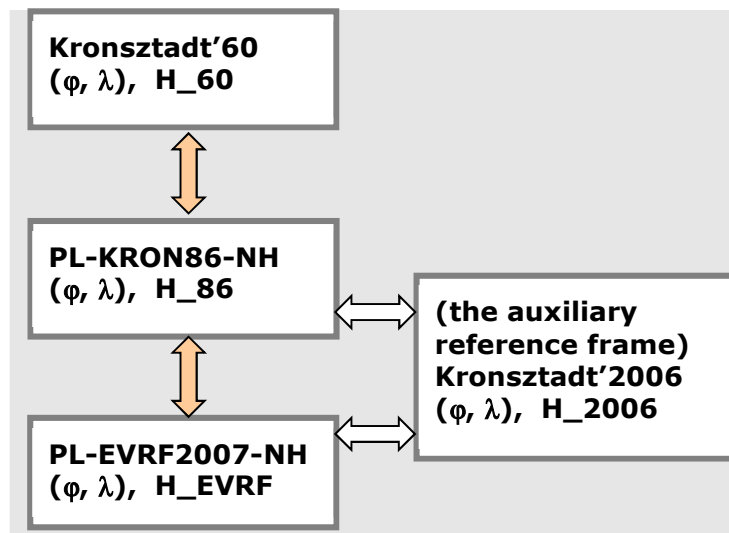 Kronsztadt’60
(φ, λ), H_60
PL-KRON86-NH
(φ, λ), H_86
(the auxiliary
reference frame)
Kronsztadt’2006
(φ, λ), H_2006
PL-EVRF2007-NH
(φ, λ), H_EVRF